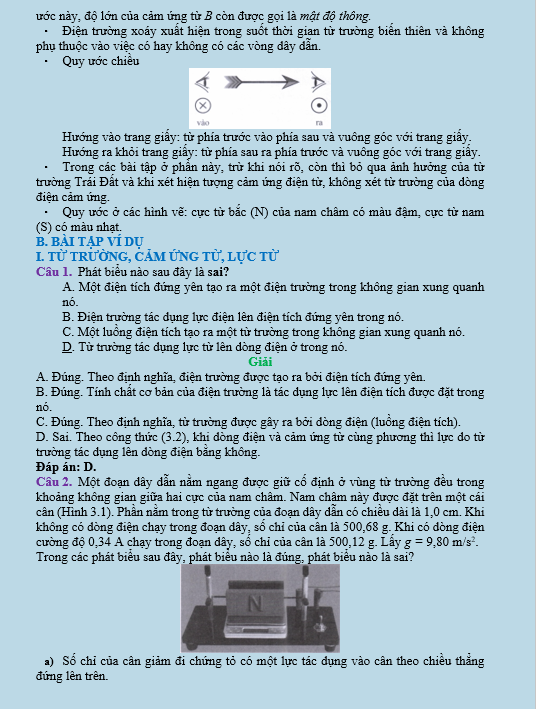 ước này, độ lớn của cảm ứng từ B còn được gọi là mật độ thông.
· Điện trường xoáy xuất hiện trong suốt thời gian từ trường biến thiên và không
phụ thuộc vào việc có hay không có các vòng dây dẫn.
· Quy ước chiều
vào ra
Hướng vào trang giấy: từ phía trước vào phía sau và vuông góc với trang giấy.
Hướng ra khỏi trang giấy: từ phía sau ra phía trước và vuông góc với trang giấy.
· Trong các bài tập ở phần này, trừ khi nói rõ, còn thì bỏ qua ảnh hưởng của từ
trường Trái Đất và khi xét hiện tượng cảm ứng điện từ, không xét từ trường của dòng
điện cảm ứng.
· Quy ước ở các hình vẽ: cực từ bắc (N) của nam châm có màu đậm, cực từ nam
(S) có màu nhạt.
B. BÀI TẬP VÍ DỤ
I. TỪ TRƯỜNG, CẢM ỨNG TỪ, LỰC TỪ
Câu 1. Phát biểu nào sau đây là sai?
A. Một điện tích đứng yên tạo ra một điện trường trong không gian xung quanh
nó.
B. Điện trường tác dụng lực điện lên điện tích đứng yên trong nó.
C. Một luồng điện tích tạo ra một từ trường trong không gian xung quanh nó.
D. Từ trường tác dụng lực từ lên dòng điện ở trong nó.
Giải
A. Đúng. Theo định nghĩa, điện trường được tạo ra bởi điện tích đứng yên.
B. Đúng. Tính chất cơ bản của điện trường là tác dụng lực lên điện tích được đặt trong
nó.
C. Đúng. Theo định nghĩa, từ trường được gây ra bởi dòng điện (luồng điện tích).
D. Sai. Theo công thức (3.2), khi dòng điện và cảm ứng từ cùng phương thì lực do từ
trường tác dụng lên dòng điện bằng không.
Đáp án: D.
Câu 2. Một đoạn dây dẫn nằm ngang được giữ cố định ở vùng từ trường đều trong
khoảng không gian giữa hai cực của nam châm. Nam châm này được đặt trên một cái
cân (Hình 3.1). Phần nằm trong từ trường của đoạn dây dẫn có chiều dài là 1,0 cm. Khi
không có dòng điện chạy trong đoạn dây, số chỉ của cân là 500,68 g. Khi có dòng điện
cường độ 0,34 A chạy trong đoạn dây, số chỉ của cân là 500,12 g. Lấy g = 9,80 m/s².
Trong các phát biểu sau đây, phát biểu nào là đúng, phát biểu nào là sai?
N
a) Số chỉ của cân giảm đi chứng tỏ có một lực tác dụng vào cân theo chiều thẳng
đứng lên trên.